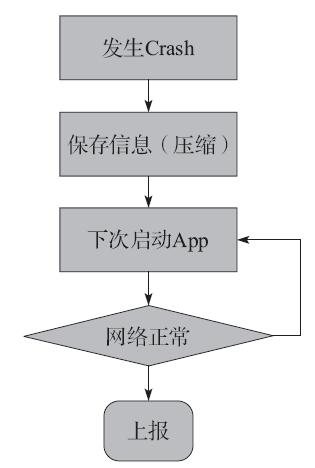 发生Crash
保存信息（压缩）
下次启动App
网络正常
上报